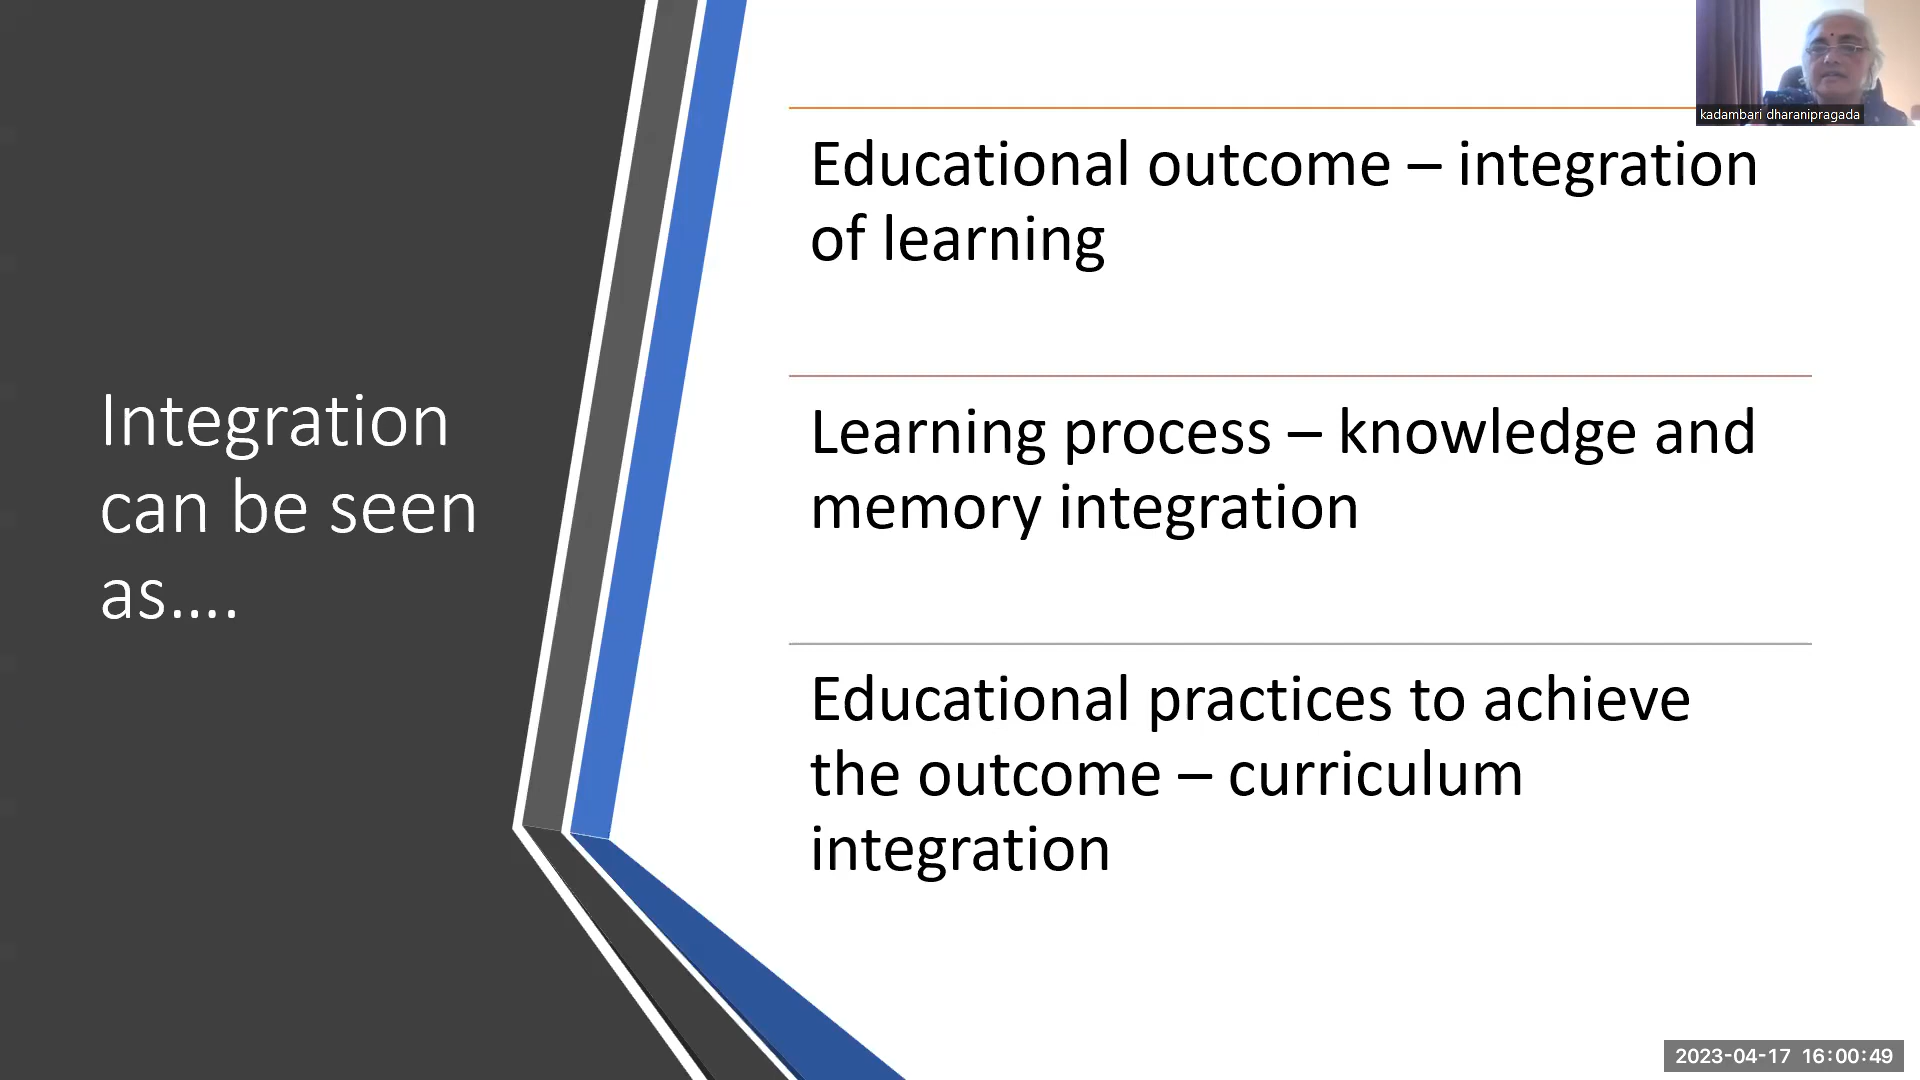 kadambari dharanipragada
Integration
can be seen
as....
Educational outcome – integration
of learning
Learning process – knowledge and
memory integration
Educational practices to achieve
the outcome – curriculum
integration
2023-04-17 16:00:49